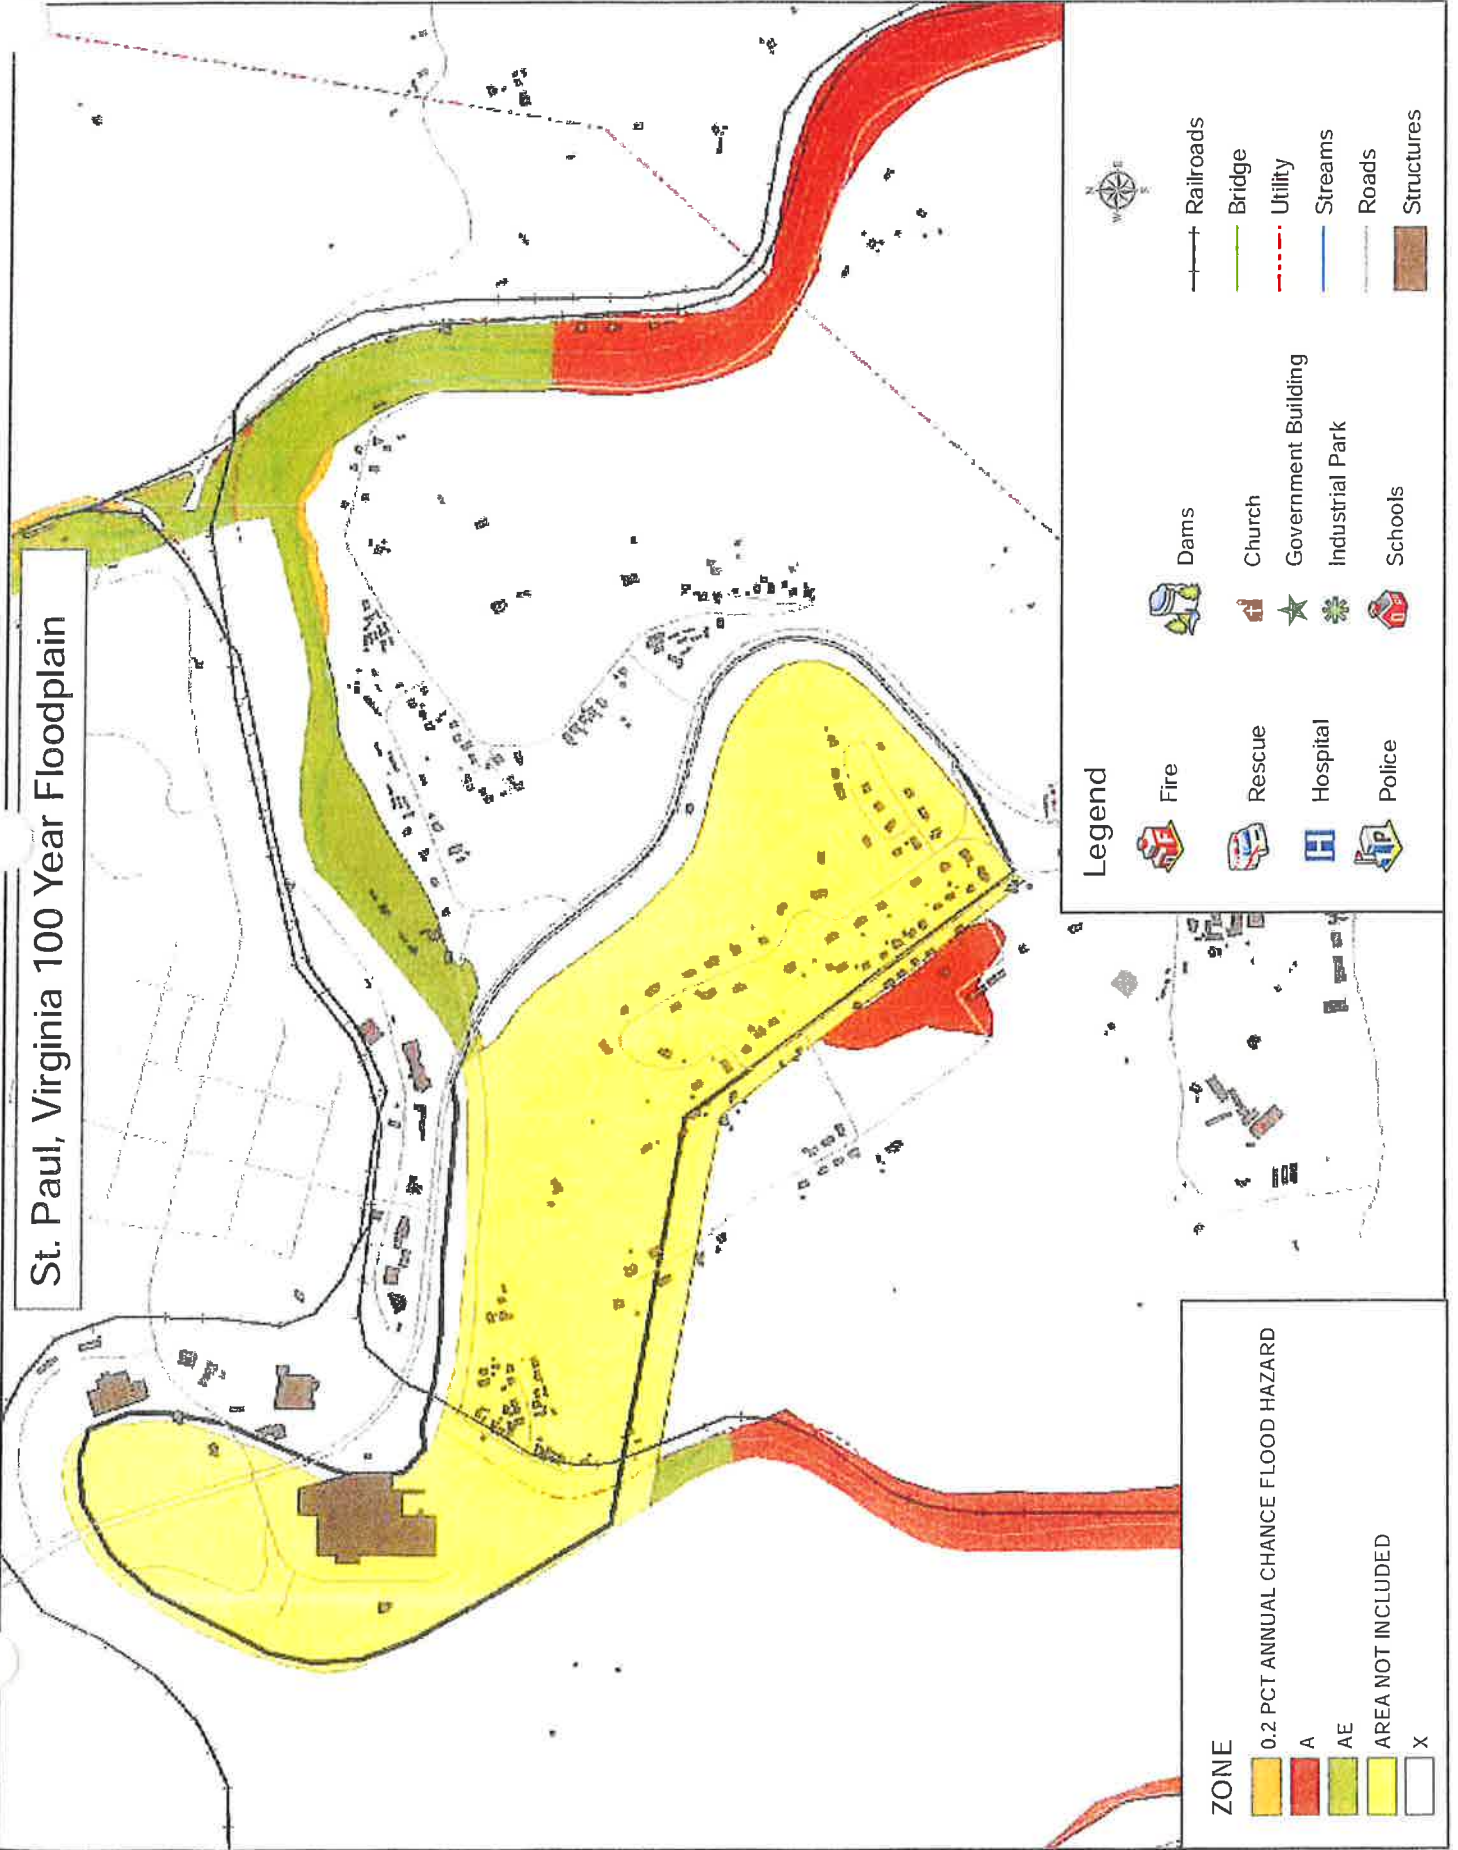 St. Paul, Virginia 100 Year Floodplain
ZONE
0.2 PCT ANNUAL CHANCE FLOOD HAZARD
A
AE
AREA NOT INCLUDED
X
Legend
Fire
Rescue
H
Hospital
P
Police
Dams
Church
Government Building
Industrial Park
Schools
N
W
E
S
Railroads
Bridge
Utility
Streams
Roads
Structures